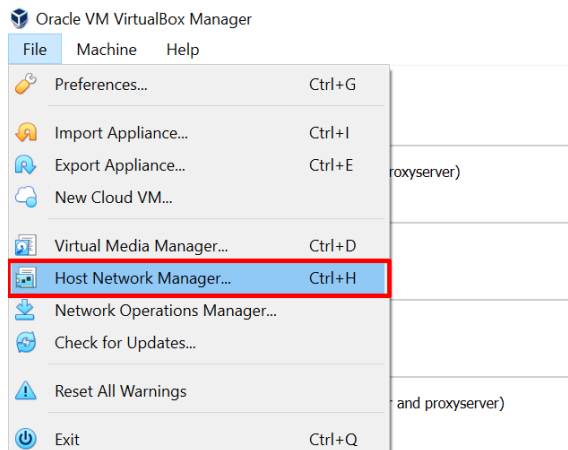 Oracle VM VirtualBox Manager
File Machine Help
Preferences... Ctrl+G
Import Appliance... Ctrl+I
Export Appliance... Ctrl+E
roxyserver)
New Cloud VM...
Virtual Media Manager... Ctrl+D
Host Network Manager... Ctrl+H
Network Operations Manager...
Check for Updates...
Reset All Warnings
and proxyserver)
Exit Ctrl+Q